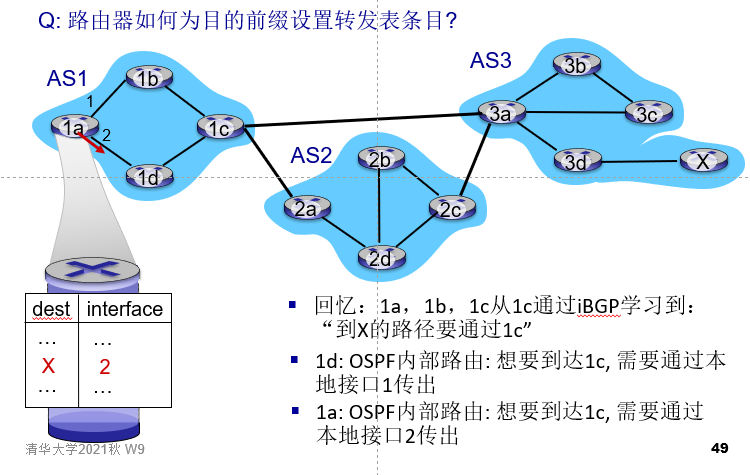 Q: 路由器如何为目的前缀设置转发表条目?
AS1
1b
1
1a
2
1c
1d
AS2
2b
2a
2c
2d
AS3
3b
3a
3c
3d
X
dest interface
… …
X 2
… …
▪ 回忆：1a，1b，1c从1c通过iBGP学习到：
“到X的路径要通过1c”
▪ 1d: OSPF内部路由: 想要到达1c, 需要通过本
地接口1传出
▪ 1a: OSPF内部路由: 想要到达1c, 需要通过
本地接口2传出
清华大学2021秋 W9
49